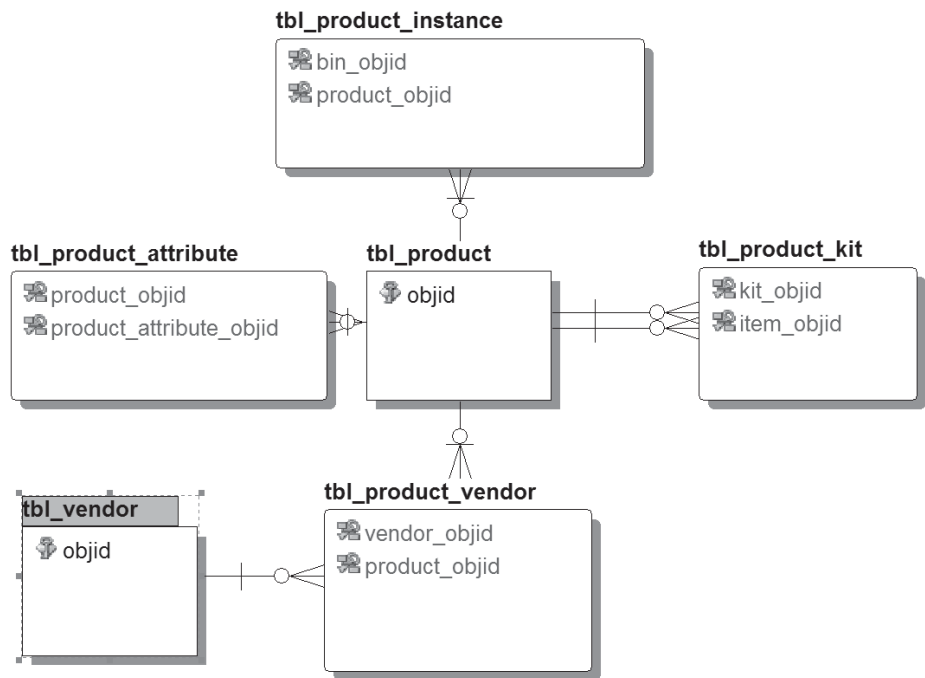 tbl_product_instance
bin_objid
product_objid
tbl_product_attribute
product_objid
product_attribute_objid
tbl_product
objid
tbl_product_kit
kit_objid
item_objid
tbl_vendor
objid
tbl_product_vendor
vendor_objid
product_objid